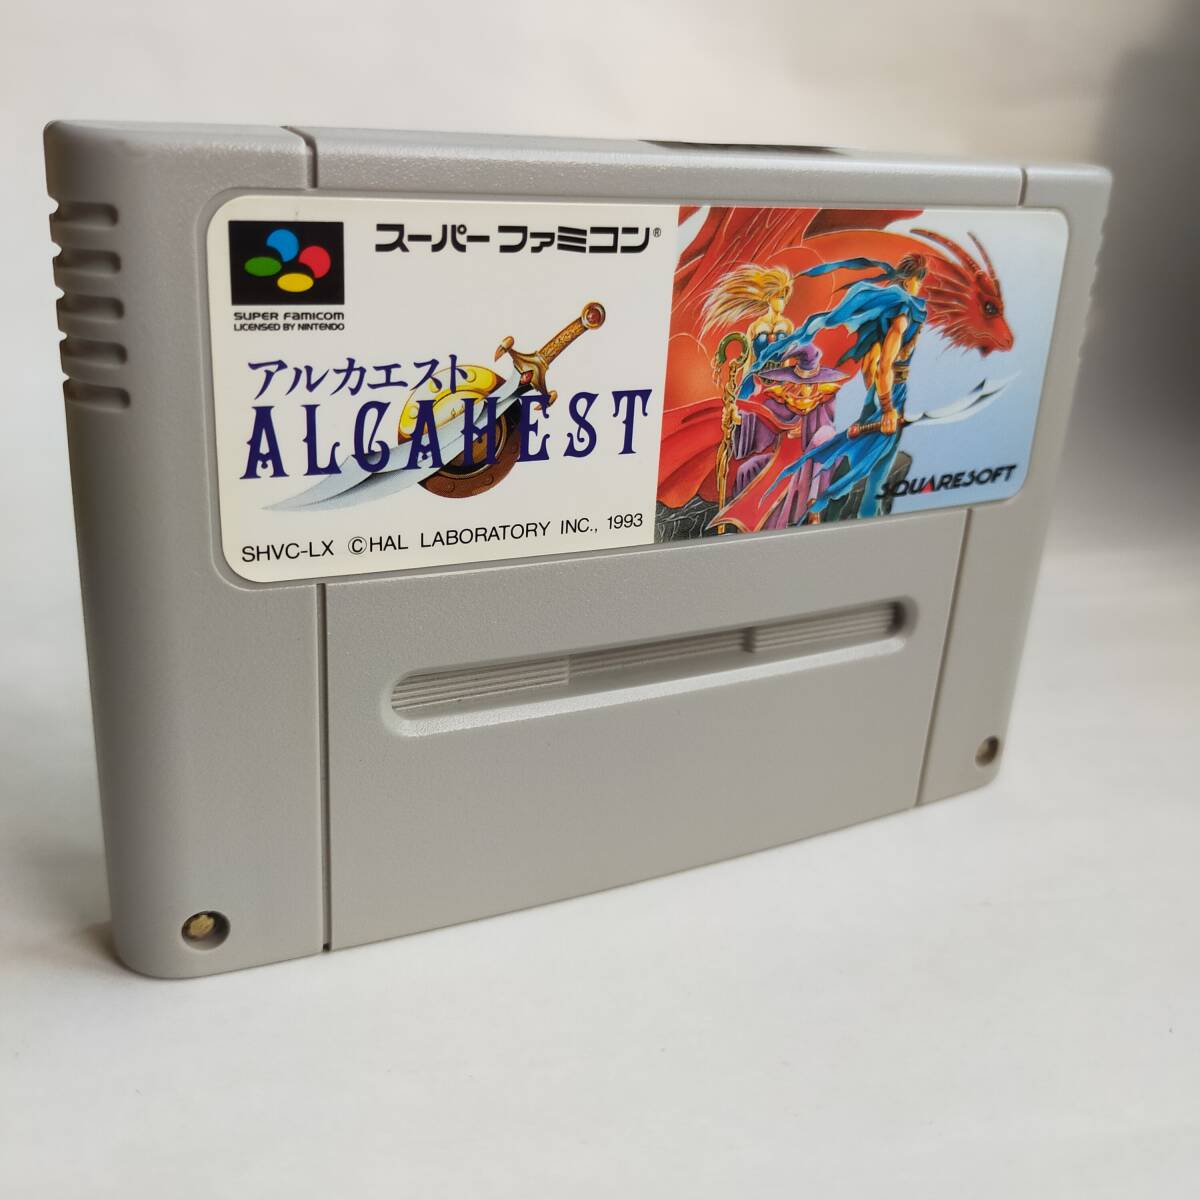 スーパーファミコン®
SUPER FAMICOM
LICENSED BY NINTENDO
アルカエスト
ALCAHEST
SQUARESOFT
SHVC-LX ©HAL LABORATORY INC., 1993